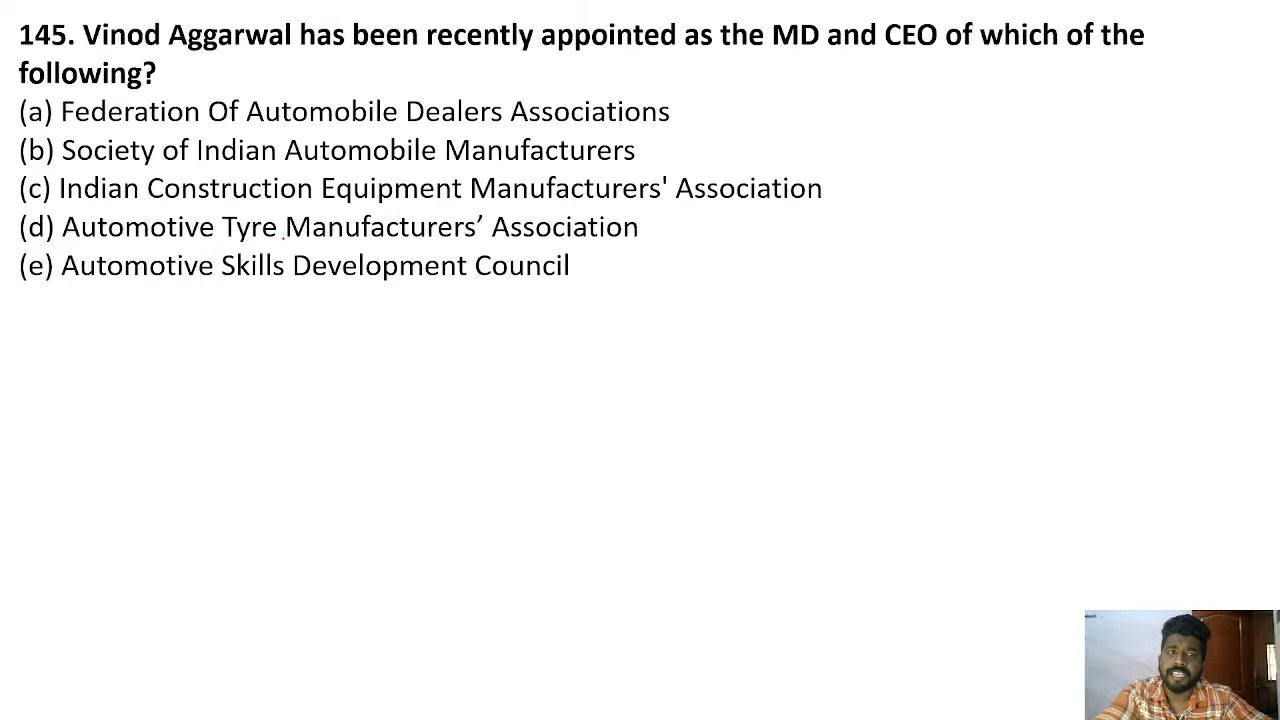 145. Vinod Aggarwal has been recently appointed as the MD and CEO of which of the
following?
(a) Federation Of Automobile Dealers Associations
(b) Society of Indian Automobile Manufacturers
(c) Indian Construction Equipment Manufacturers' Association
(d) Automotive Tyre Manufacturers’ Association
(e) Automotive Skills Development Council